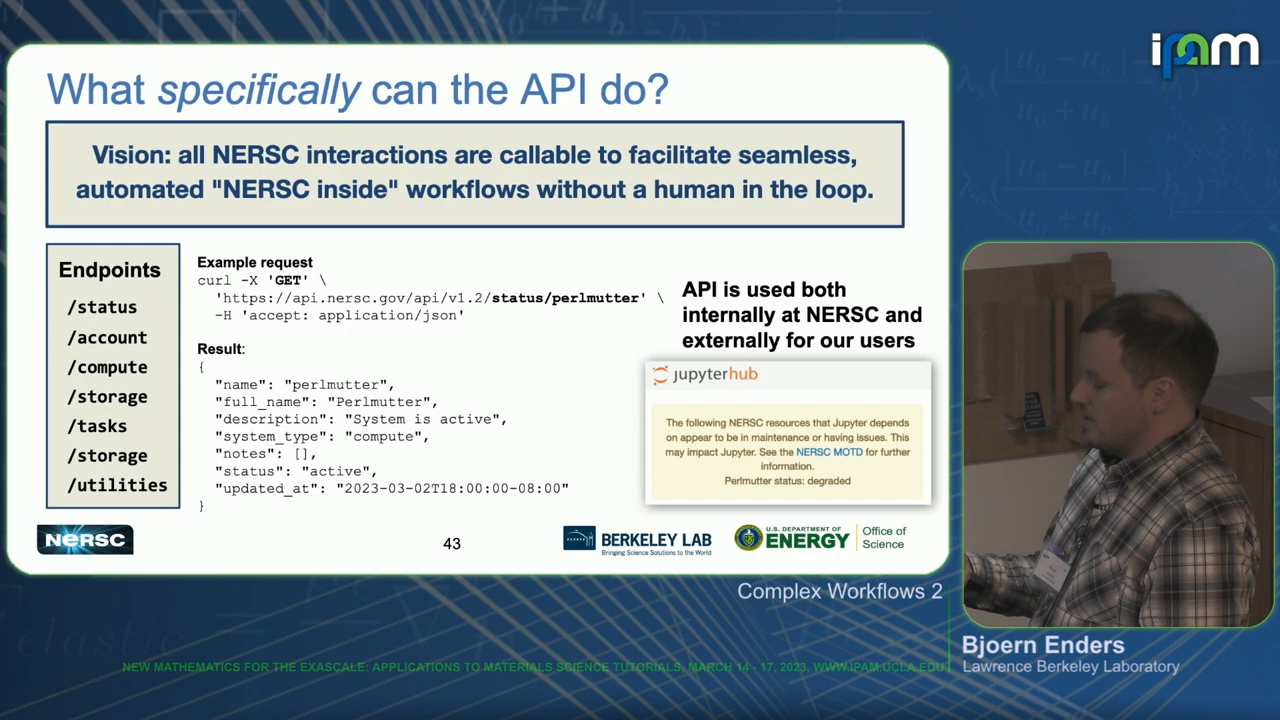 ipam
What specifically can the API do?
Vision: all NERSC interactions are callable to facilitate seamless,
automated "NERSC inside" workflows without a human in the loop.
Endpoints
/status
/account
/compute
/storage
/tasks
/storage
/utilities
Example request
curl -X 'GET' \
'https://api.nersc.gov/api/v1.2/status/perlmutter' \
-H 'accept: application/json'
Result:
{
"name": "perlmutter",
"full_name": "Perlmutter",
"description": "System is active",
"system_type": "compute",
"notes": [],
"status": "active",
"updated_at": "2023-03-02T18:00:00-08:00"
}
API is used both
internally at NERSC and
externally for our users
jupyterhub
The following NERSC resources that Jupyter depends
on appear to be in maintenance or having issues. This
may impact Jupyter. See the NERSC MOTD for further
information.
Perlmutter status: degraded
NERSC
43
BERKELEY LAB
Bringing Science Solutions to the World
U.S. DEPARTMENT OF
ENERGY
Office of
Science
Complex Workflows 2
Bjoern Enders
Lawrence Berkeley Laboratory
NEW MATHEMATICS FOR THE EXASCALE: APPLICATIONS TO MATERIALS SCIENCE TUTORIALS, MARCH 14 - 17, 2023, WWW.IPAM.UCLA.EDU
elastic